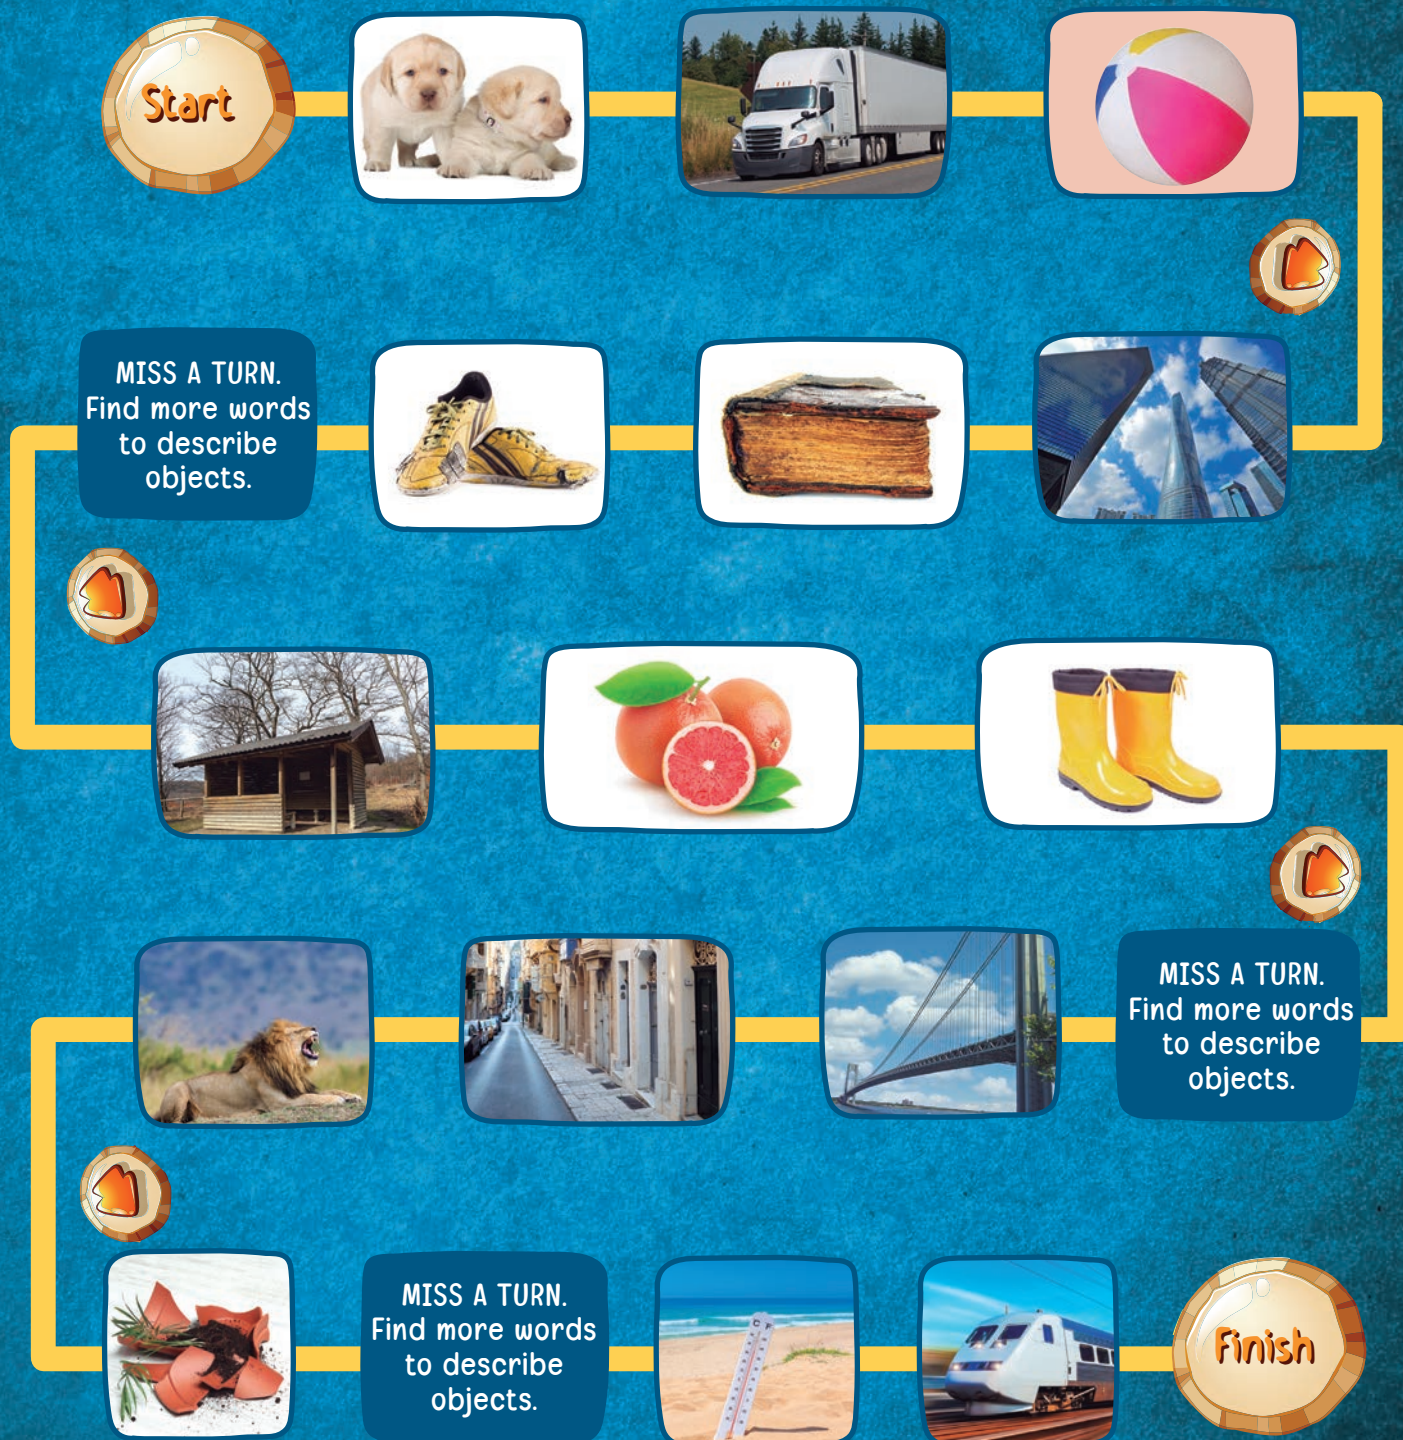 Start
MISS A TURN.
Find more words
to describe
objects.
MISS A TURN.
Find more words
to describe
objects.
MISS A TURN.
Find more words
to describe
objects.
C F
Finish